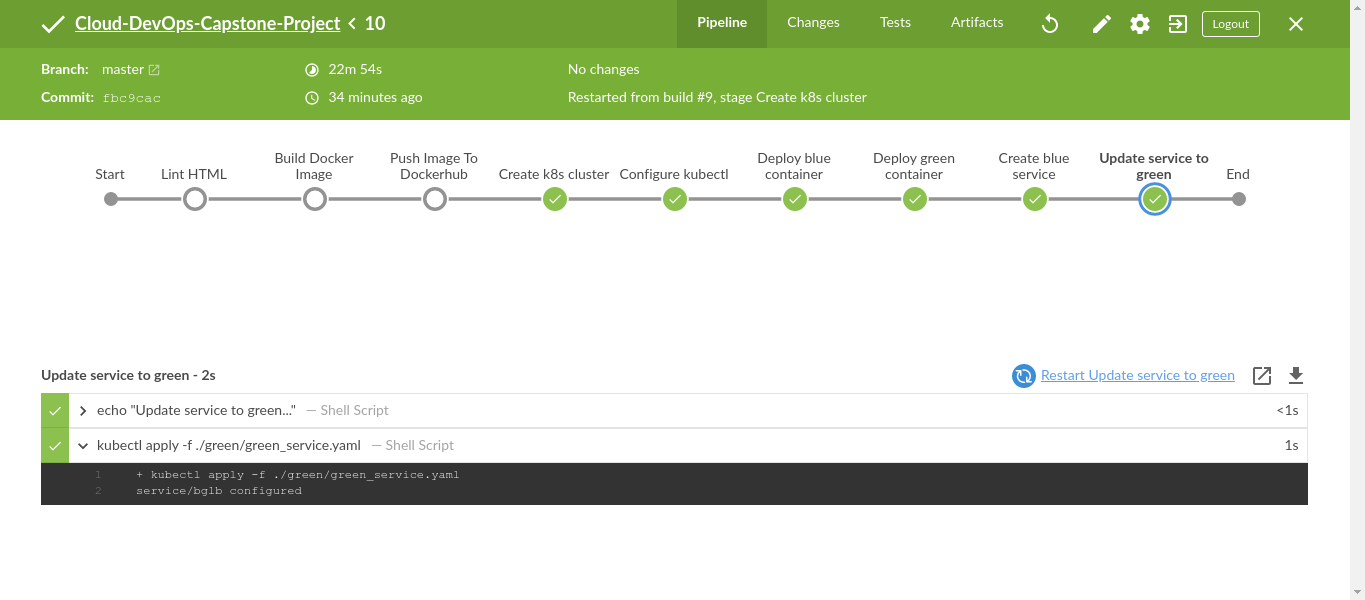 Cloud-DevOps-Capstone-Project < 10
Pipeline Changes Tests Artifacts Logout
Branch: master 22m 54s No changes
Commit: fbc9cac 34 minutes ago Restarted from build #9, stage Create k8s cluster
Start
Lint HTML
Build Docker
Image
Push Image To
Dockerhub
Create k8s cluster
Configure kubectl
Deploy blue
container
Deploy green
container
Create blue
service
Update service to
green
End
Update service to green - 2s Restart Update service to green
echo "Update service to green..." — Shell Script <1s
kubectl apply -f ./green/green_service.yaml — Shell Script 1s
1 + kubectl apply -f ./green/green_service.yaml
2 service/bglb configured